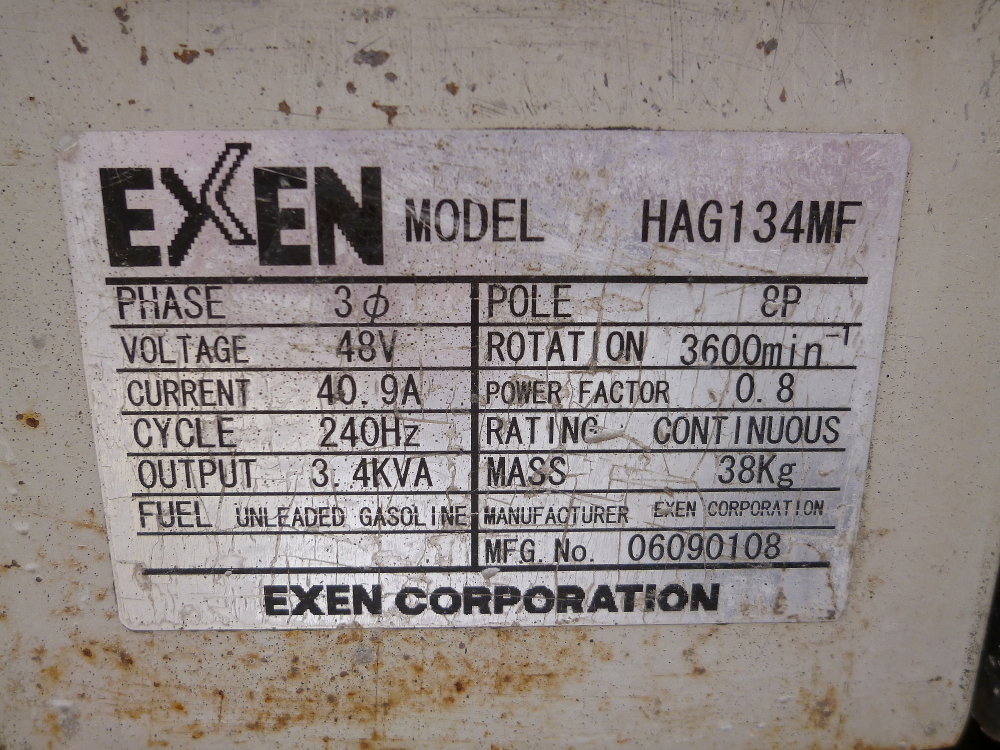 EXEN MODEL HAG134MF
PHASE 3φ POLE 8P
VOLTAGE 48V ROTATION 3600min⁻¹
CURRENT 40.9A POWER FACTOR 0.8
CYCLE 240Hz RATING CONTINUOUS
OUTPUT 3.4KVA MASS 38Kg
FUEL UNLEADED GASOLINE MANUFACTURER EXEN CORPORATION
MFG.No. 06090108
EXEN CORPORATION